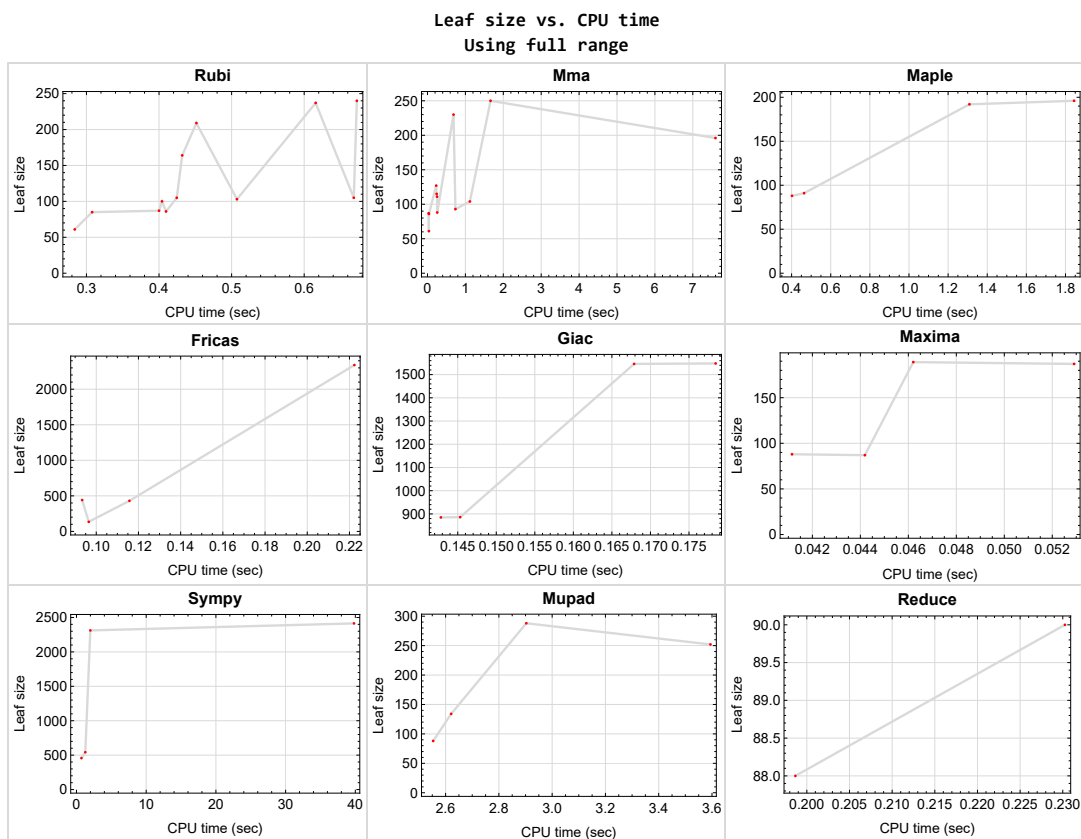 Leaf size vs. CPU time
Using full range
Rubi
Leaf size
250
200
150
100
50
0
0.3 0.4 0.5 0.6
CPU time (sec)
Mma
Leaf size
300
250
200
150
100
50
0
0 1 2 3 4 5 6 7
CPU time (sec)
Maple
Leaf size
200
150
100
50
0
0.4 0.6 0.8 1.0 1.2 1.4 1.6 1.8
CPU time (sec)
Fricas
Leaf size
2000
1500
1000
500
0
0.10 0.12 0.14 0.16 0.18 0.20 0.22
CPU time (sec)
Giac
Leaf size
1500
1400
1300
1200
1100
1000
900
0.145 0.150 0.155 0.160 0.165 0.170 0.175
CPU time (sec)
Maxima
Leaf size
150
100
50
0
0.042 0.044 0.046 0.048 0.050 0.052
CPU time (sec)
Sympy
Leaf size
2500
2000
1500
1000
500
0
0 10 20 30 40
CPU time (sec)
Mupad
Leaf size
300
250
200
150
100
50
0
2.6 2.8 3.0 3.2 3.4 3.6
CPU time (sec)
Reduce
Leaf size
90.0
89.5
89.0
88.5
88.0
0.200 0.205 0.210 0.215 0.220 0.225 0.230
CPU time (sec)